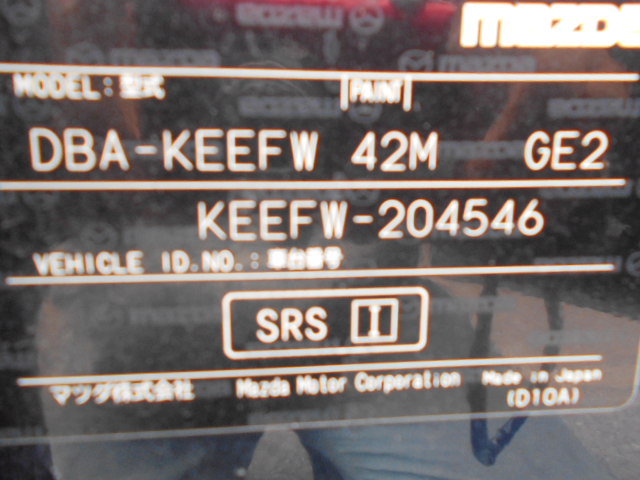 mazda
MODEL：型式 PAINT
DBA-KEEFW 42M GE2
KEEFW-204546
VEHICLE ID.NO.：車台番号
SRS I
マツダ株式会社 Mazda Motor Corporation Made in Japan
(D10A)